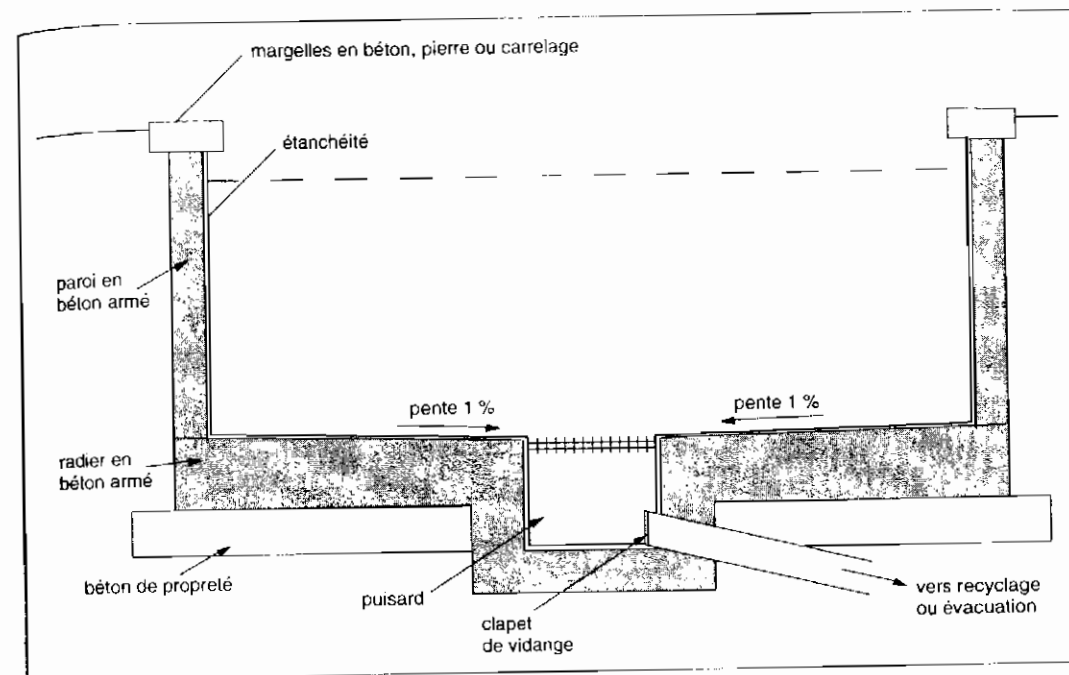 margelles en béton, pierre ou carrelage
étanchéité
paroi en
béton armé
pente 1 %
pente 1 %
radier en
béton armé
béton de propreté
puisard
clapet
de vidange
vers recyclage
ou évacuation